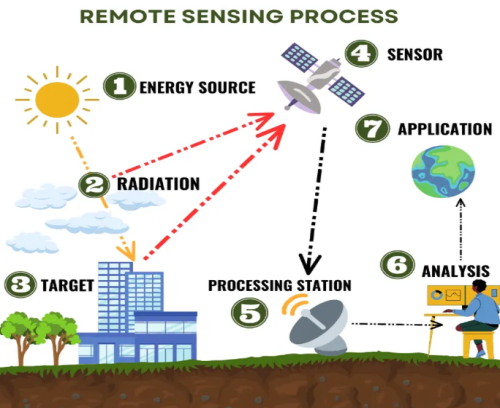 REMOTE SENSING PROCESS
1 ENERGY SOURCE
2 RADIATION
3 TARGET
4 SENSOR
PROCESSING STATION
5
6 ANALYSIS
7 APPLICATION